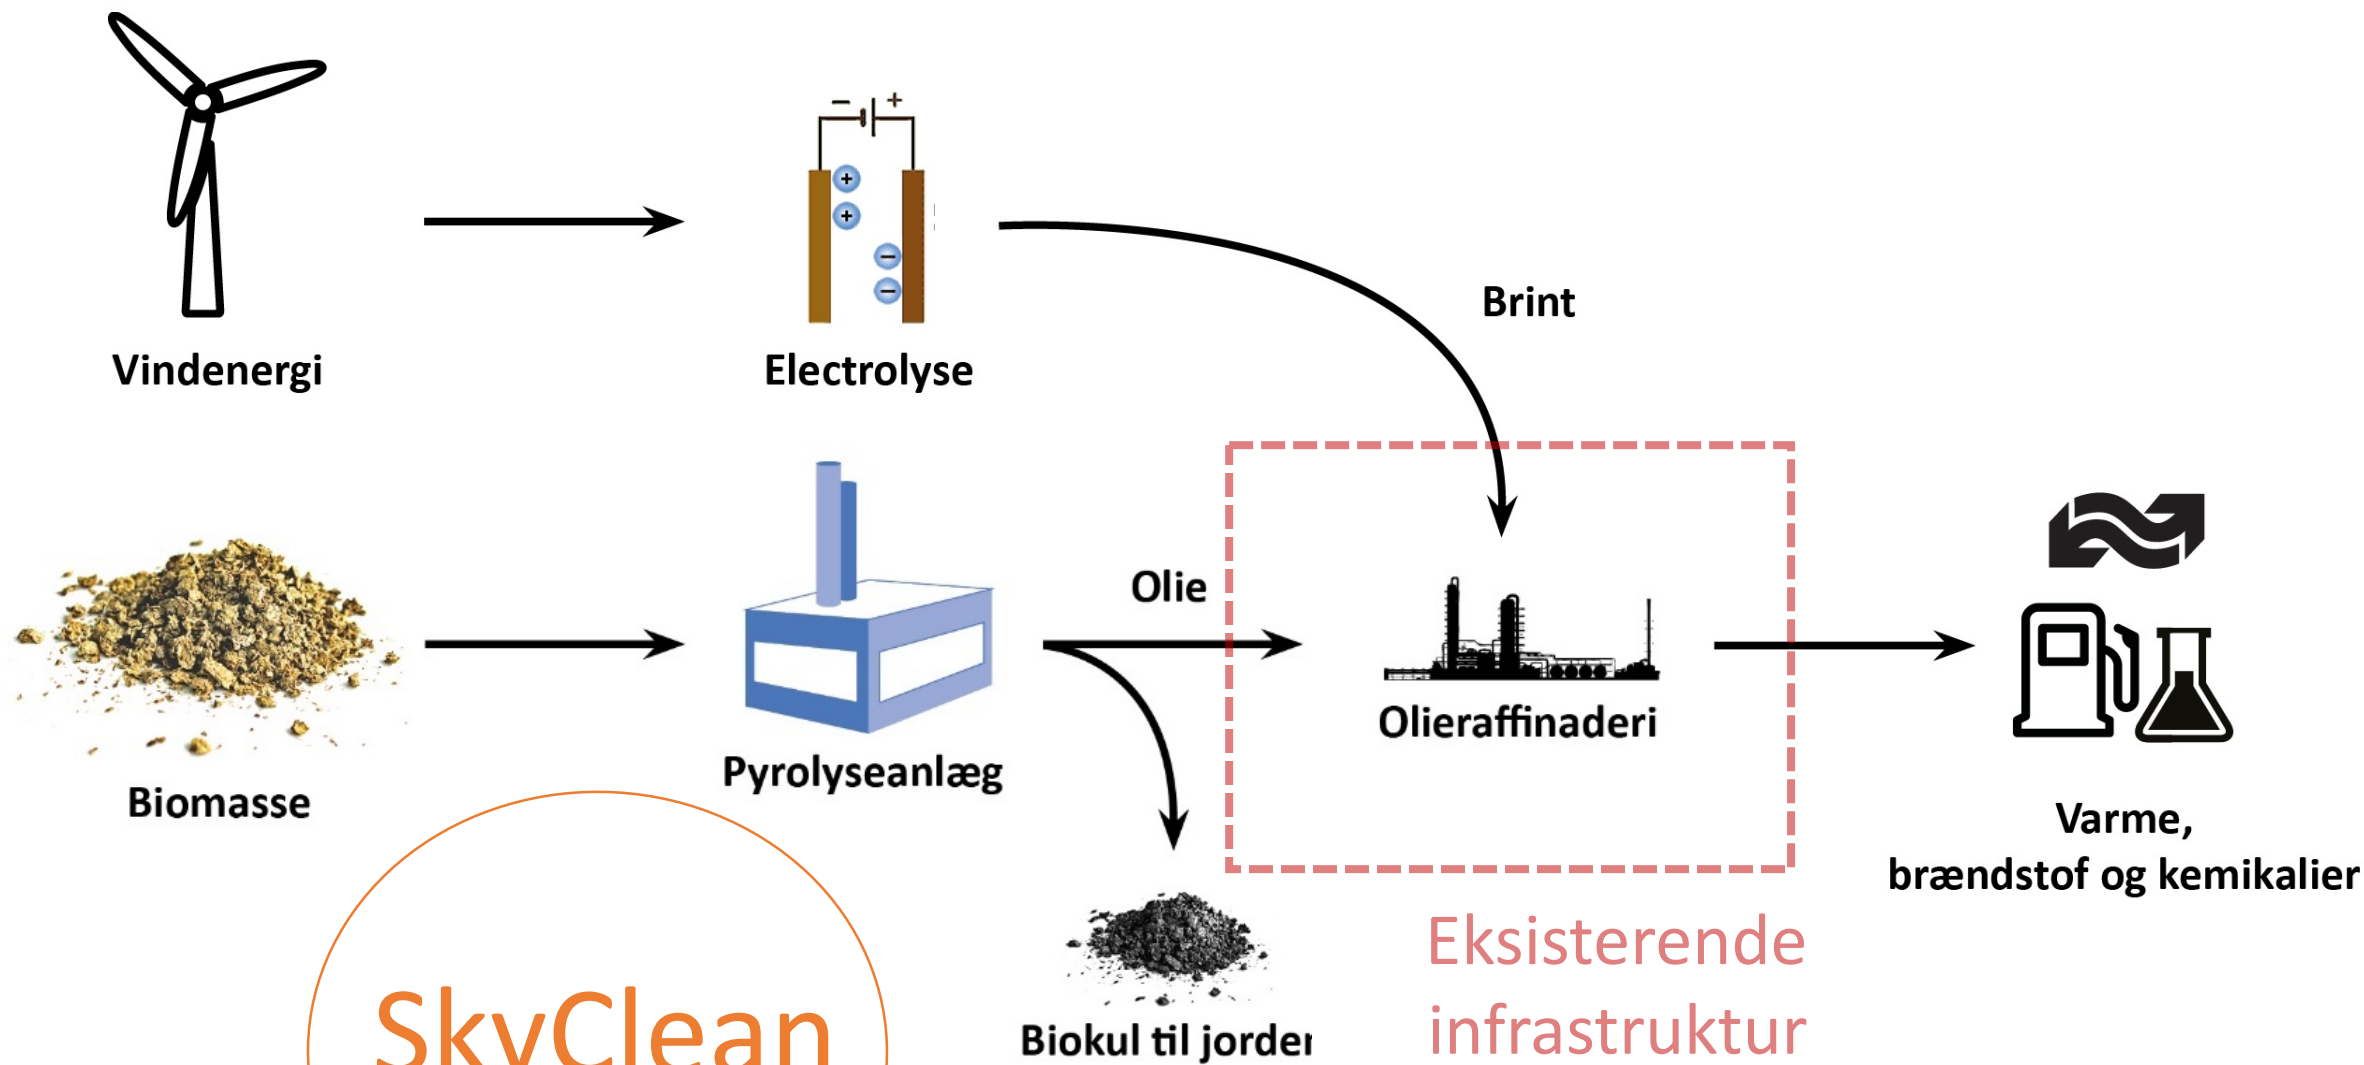 Vindenergi
Electrolyse
Brint
Biomasse
Pyrolyseanlæg
Olie
Olieraffinaderi
Varme,
brændstof og kemikalier
Biokul til jorden
Eksisterende
infrastruktur
SkyClean